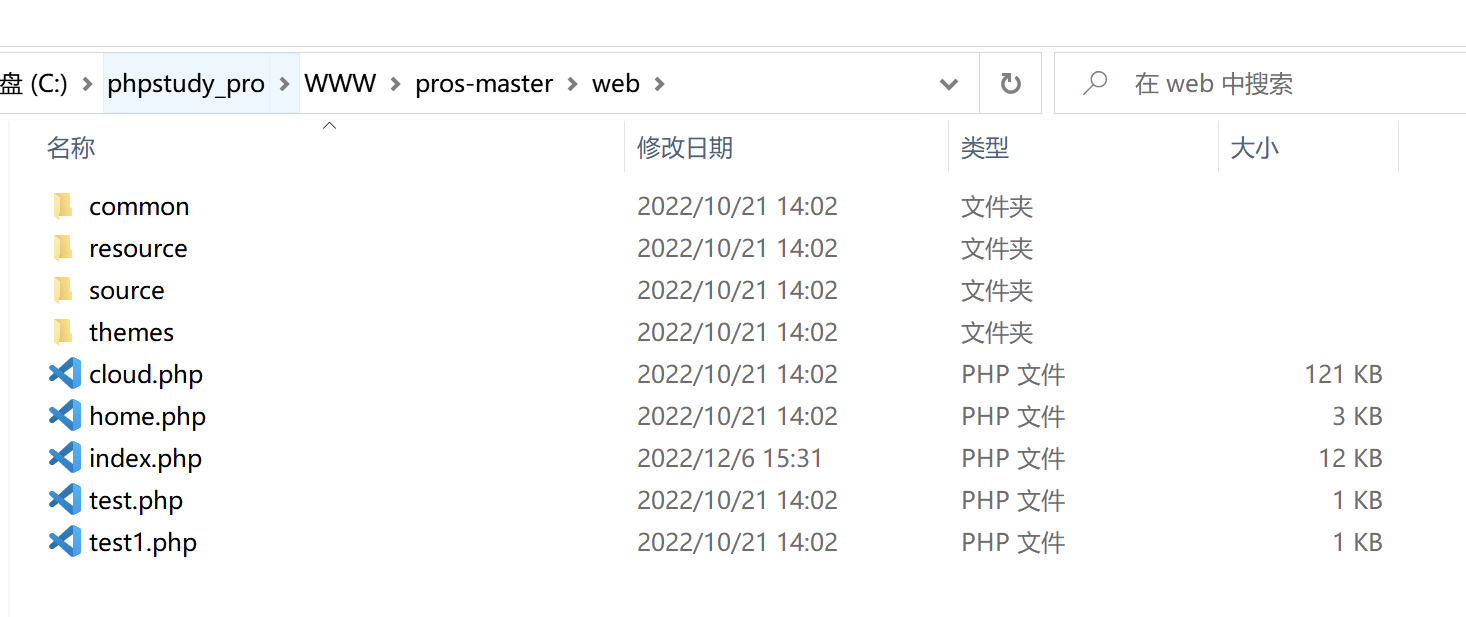 盘 (C:) > phpstudy_pro > WWW > pros-master > web > 在 web 中搜索
名称 修改日期 类型 大小
common 2022/10/21 14:02 文件夹
resource 2022/10/21 14:02 文件夹
source 2022/10/21 14:02 文件夹
themes 2022/10/21 14:02 文件夹
cloud.php 2022/10/21 14:02 PHP 文件 121 KB
home.php 2022/10/21 14:02 PHP 文件 3 KB
index.php 2022/12/6 15:31 PHP 文件 12 KB
test.php 2022/10/21 14:02 PHP 文件 1 KB
test1.php 2022/10/21 14:02 PHP 文件 1 KB